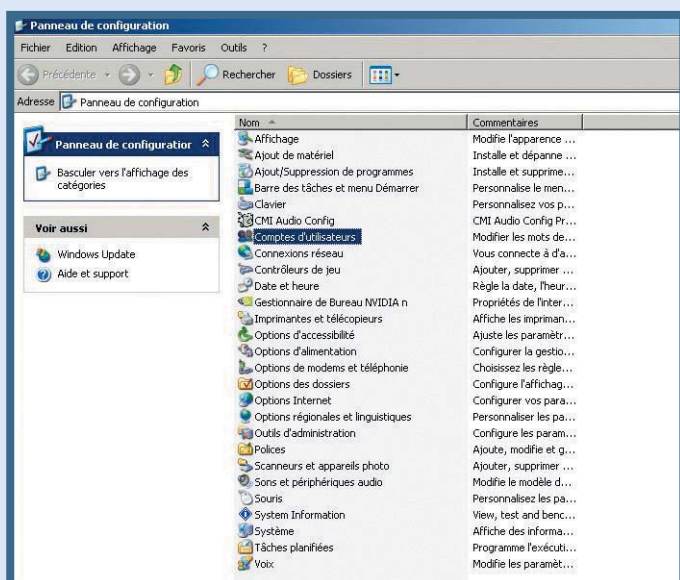 Panneau de configuration
Fichier Edition Affichage Favoris Outils ?
Précédente Rechercher Dossiers
Adresse Panneau de configuration
Panneau de configuration
Basculer vers l'affichage des
catégories
Voir aussi
Windows Update
Aide et support
Nom Commentaires
Affichage Modifie l'apparence ...
Ajout de matériel Installe et dépanne ...
Ajout/Suppression de programmes Installe et supprime...
Barre des tâches et menu Démarrer Personnalise le men...
Clavier Personnalisez vos p...
CMI Audio Config CMI Audio Config Pr...
Comptes d'utilisateurs Modifier les mots de...
Connexions réseau Vous connecte à d'a...
Contrôleurs de jeu Ajouter, supprimer ...
Date et heure Règle la date, l'heur...
Gestionnaire de Bureau NVIDIA n Propriétés de l'inter...
Imprimantes et télécopieurs Affiche les impriman...
Options d'accessibilité Ajuste les paramètr...
Options d'alimentation Configurer la gestio...
Options de modems et téléphonie Choisissez les règle...
Options des dossiers Configure l'affichag...
Options Internet Configurer vos para...
Options régionales et linguistiques Personnaliser les pa...
Outils d'administration Configure les param...
Polices Ajoute, modifie et g...
Scanneurs et appareils photo Ajouter, supprimer ...
Sons et périphériques audio Modifie le modèle d...
Souris Personnalisez les pa...
System Information View, test and benc...
Système Affiche des informa...
Tâches planifiées Programme l'exécuti...
Voix Modifie les paramèt...